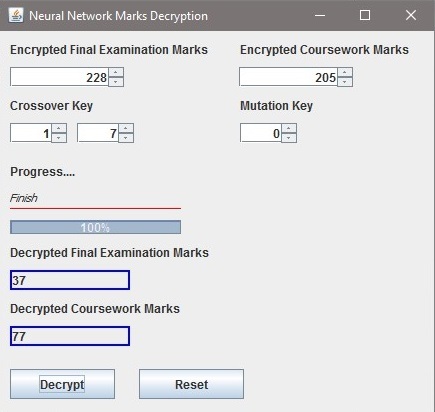 Neural Network Marks Decryption
Encrypted Final Examination Marks Encrypted Coursework Marks
228 205
Crossover Key Mutation Key
1 7 0
Progress....
Finish
100%
Decrypted Final Examination Marks
37
Decrypted Coursework Marks
77
Decrypt Reset